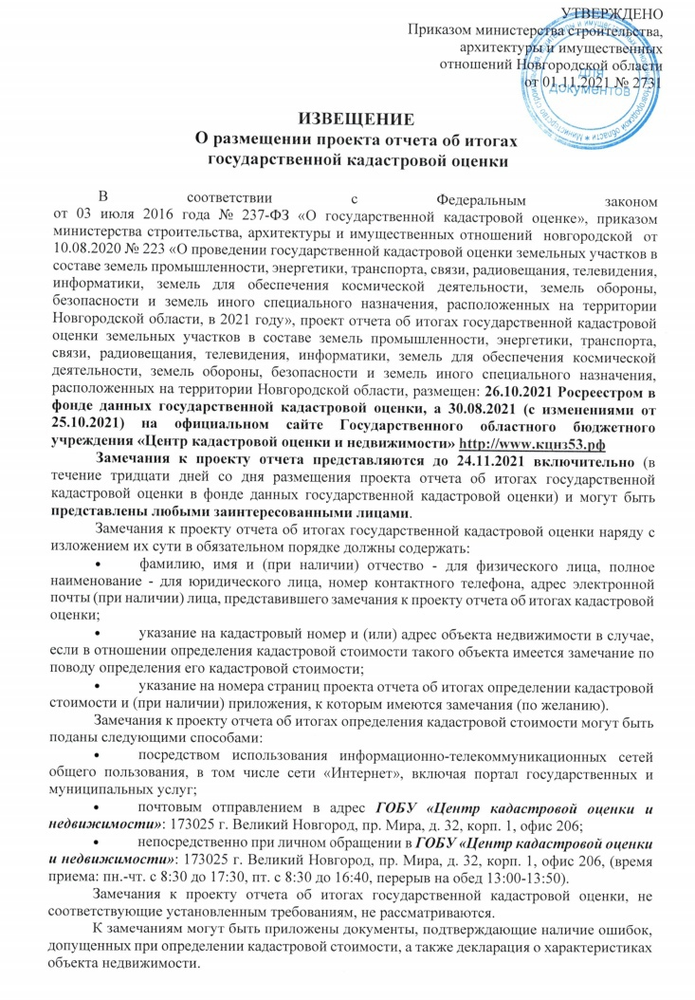 УТВЕРЖДЕНО
Приказом министерства строительства,
архитектуры и имущественных
отношений Новгородской области
от 01.11.2021 № 2731
для
документов
ИЗВЕЩЕНИЕ
О размещении проекта отчета об итогах
государственной кадастровой оценки
В соответствии с Федеральным законом
от 03 июля 2016 года № 237-ФЗ «О государственной кадастровой оценке», приказом
министерства строительства, архитектуры и имущественных отношений новгородской от
10.08.2020 № 223 «О проведении государственной кадастровой оценки земельных участков в
составе земель промышленности, энергетики, транспорта, связи, радиовещания, телевидения,
информатики, земель для обеспечения космической деятельности, земель обороны,
безопасности и земель иного специального назначения, расположенных на территории
Новгородской области, в 2021 году», проект отчета об итогах государственной кадастровой
оценки земельных участков в составе земель промышленности, энергетики, транспорта,
связи, радиовещания, телевидения, информатики, земель для обеспечения космической
деятельности, земель обороны, безопасности и земель иного специального назначения,
расположенных на территории Новгородской области, размещен: 26.10.2021 Росреестром в
фонде данных государственной кадастровой оценки, а 30.08.2021 (с изменениями от
25.10.2021) на официальном сайте Государственного областного бюджетного
учреждения «Центр кадастровой оценки и недвижимости» http://www.кцнз53.рф
Замечания к проекту отчета представляются до 24.11.2021 включительно (в
течение тридцати дней со дня размещения проекта отчета об итогах государственной
кадастровой оценки в фонде данных государственной кадастровой оценки) и могут быть
представлены любыми заинтересованными лицами.
Замечания к проекту отчета об итогах государственной кадастровой оценки наряду с
изложением их сути в обязательном порядке должны содержать:
• фамилию, имя и (при наличии) отчество - для физического лица, полное
наименование - для юридического лица, номер контактного телефона, адрес электронной
почты (при наличии) лица, представившего замечания к проекту отчета об итогах кадастровой
оценки;
• указание на кадастровый номер и (или) адрес объекта недвижимости в случае,
если в отношении определения кадастровой стоимости такого объекта имеется замечание по
поводу определения его кадастровой стоимости;
• указание на номера страниц проекта отчета об итогах определении кадастровой
стоимости и (при наличии) приложения, к которым имеются замечания (по желанию).
Замечания к проекту отчета об итогах определения кадастровой стоимости могут быть
поданы следующими способами:
• посредством использования информационно-телекоммуникационных сетей
общего пользования, в том числе сети «Интернет», включая портал государственных и
муниципальных услуг;
• почтовым отправлением в адрес ГОБУ «Центр кадастровой оценки и
недвижимости»: 173025 г. Великий Новгород, пр. Мира, д. 32, корп. 1, офис 206;
• непосредственно при личном обращении в ГОБУ «Центр кадастровой оценки
и недвижимости»: 173025 г. Великий Новгород, пр. Мира, д. 32, корп. 1, офис 206, (время
приема: пн.-чт. с 8:30 до 17:30, пт. с 8:30 до 16:40, перерыв на обед 13:00-13:50).
Замечания к проекту отчета об итогах государственной кадастровой оценки, не
соответствующие установленным требованиям, не рассматриваются.
К замечаниям могут быть приложены документы, подтверждающие наличие ошибок,
допущенных при определении кадастровой стоимости, а также декларация о характеристиках
объекта недвижимости.